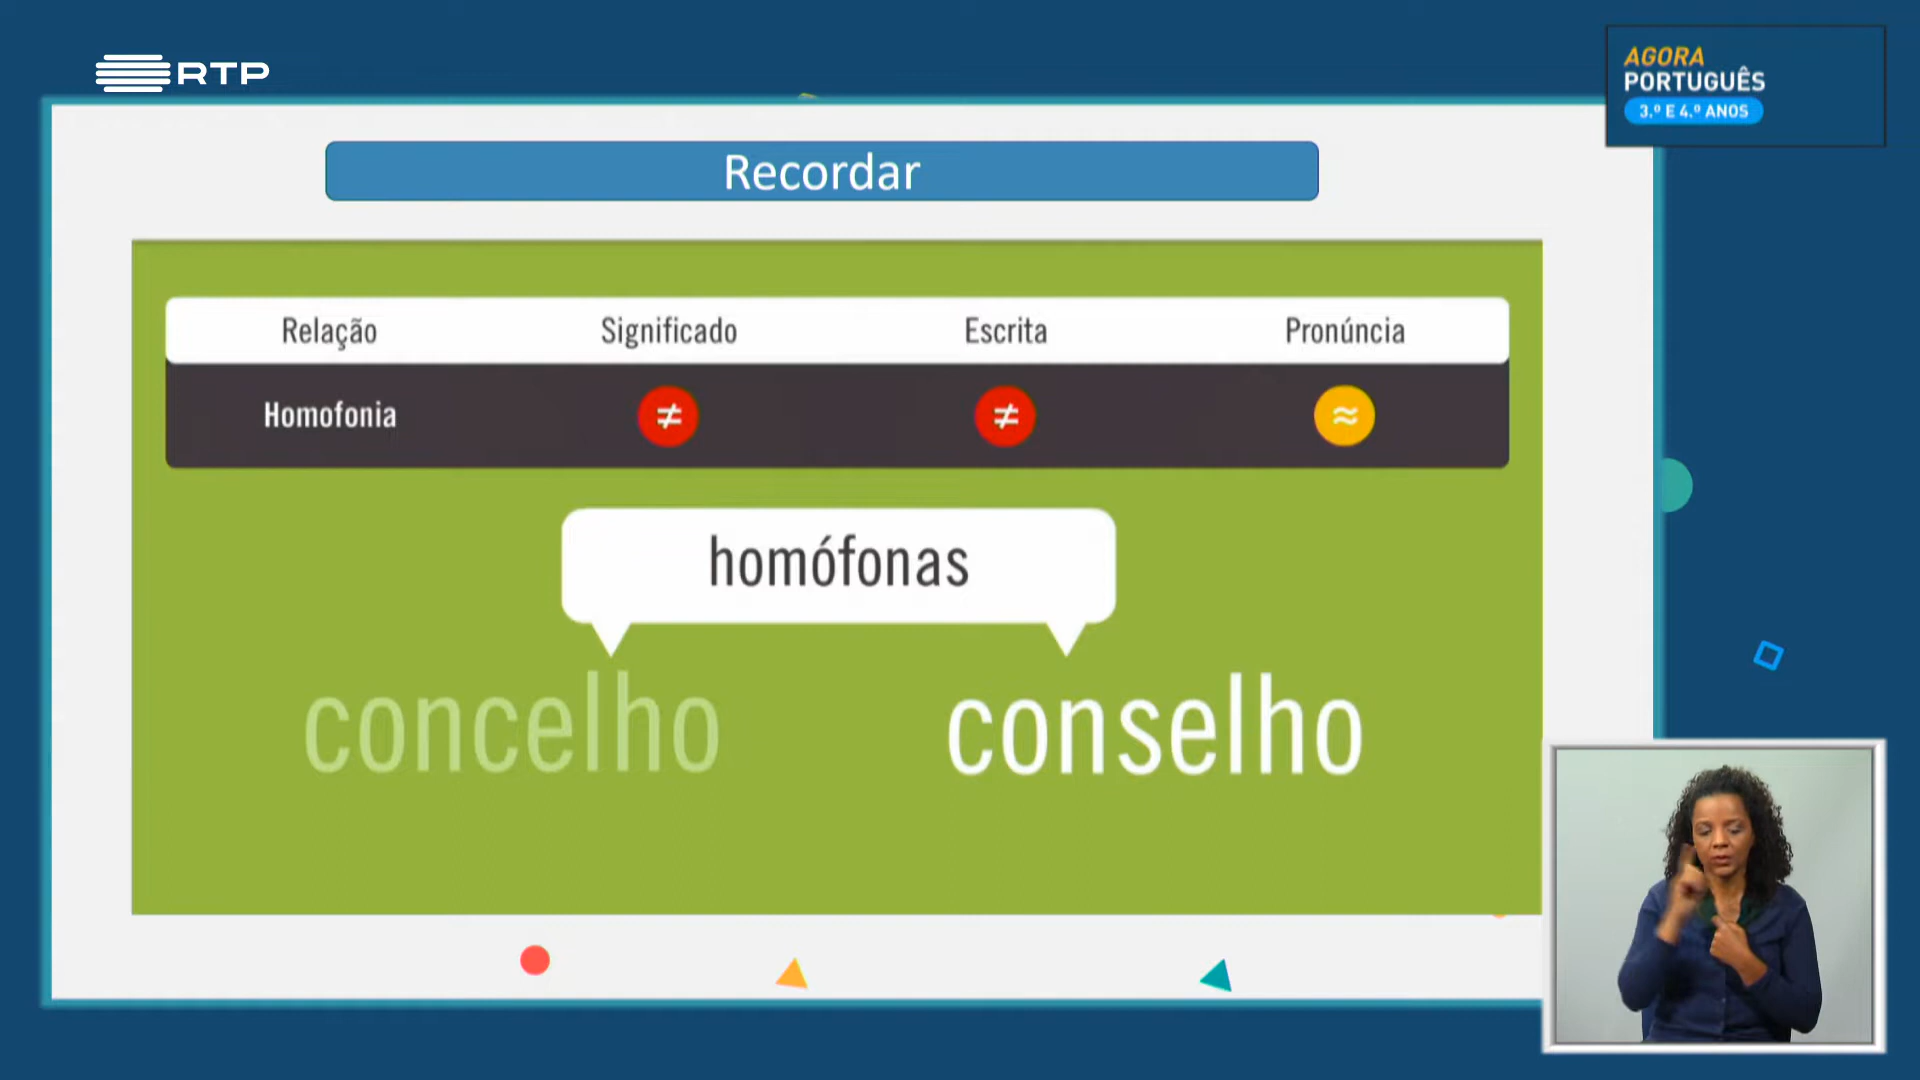 RTP
AGORA
PORTUGUÊS
3.º E 4.º ANOS
Recordar
Relação Significado Escrita Pronúncia
Homofonia ≠ ≠ ≈
homófonas
concelho conselho